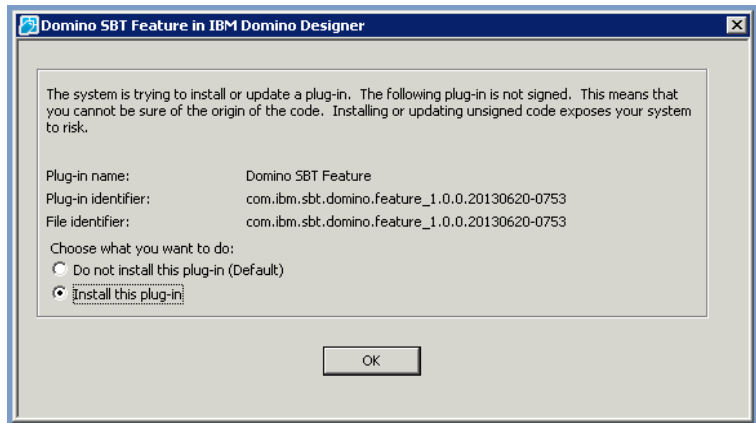 Domino SBT Feature in IBM Domino Designer
The system is trying to install or update a plug-in. The following plug-in is not signed. This means that
you cannot be sure of the origin of the code. Installing or updating unsigned code exposes your system
to risk.
Plug-in name: Domino SBT Feature
Plug-in identifier: com.ibm.sbt.domino.feature_1.0.0.20130620-0753
File identifier: com.ibm.sbt.domino.feature_1.0.0.20130620-0753
Choose what you want to do:
Do not install this plug-in (Default)
Install this plug-in
OK